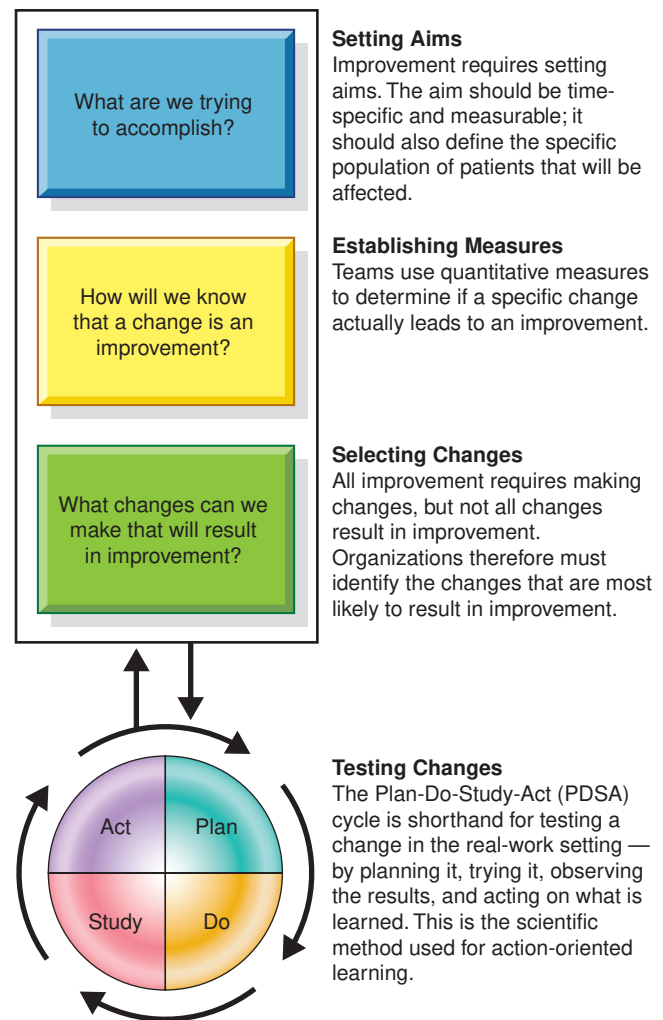 What are we trying
to accomplish?
Setting Aims
Improvement requires setting
aims. The aim should be time-
specific and measurable; it
should also define the specific
population of patients that will be
affected.
How will we know
that a change is an
improvement?
Establishing Measures
Teams use quantitative measures
to determine if a specific change
actually leads to an improvement.
What changes can we
make that will result
in improvement?
Selecting Changes
All improvement requires making
changes, but not all changes
result in improvement.
Organizations therefore must
identify the changes that are most
likely to result in improvement.
Act
Plan
Study
Do
Testing Changes
The Plan-Do-Study-Act (PDSA)
cycle is shorthand for testing a
change in the real-work setting —
by planning it, trying it, observing
the results, and acting on what is
learned. This is the scientific
method used for action-oriented
learning.